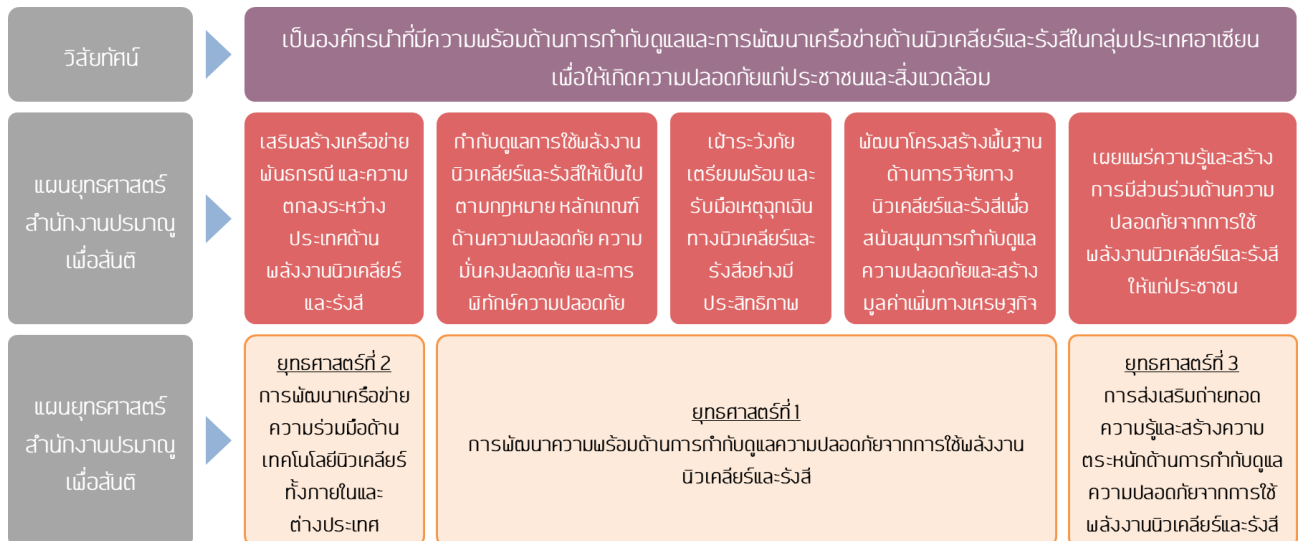 วิสัยทัศน์
เป็นองค์กรนำที่มีความพร้อมด้านการกำกับดูแลและการพัฒนาเครือข่ายด้านนิวเคลียร์และรังสีในกลุ่มประเทศอาเซียน
เพื่อให้เกิดความปลอดภัยแก่ประชาชนและสิ่งแวดล้อม
แผนยุทธศาสตร์
สำนักงานปรมาณู
เพื่อสันติ
เสริมสร้างเครือข่าย
พันธกรณี และความ
ตกลงระหว่าง
ประเทศด้าน
พลังงานนิวเคลียร์
และรังสี
กำกับดูแลการใช้พลังงาน
นิวเคลียร์และรังสีให้เป็นไป
ตามกฎหมาย หลักเกณฑ์
ด้านความปลอดภัย ความ
มั่นคงปลอดภัย และการ
พิทักษ์ความปลอดภัย
เฝ้าระวังภัย
เตรียมพร้อม และ
รับมือเหตุฉุกเฉิน
ทางนิวเคลียร์และ
รังสีอย่างมี
ประสิทธิภาพ
พัฒนาโครงสร้างพื้นฐาน
ด้านการวิจัยทาง
นิวเคลียร์และรังสีเพื่อ
สนับสนุนการกำกับดูแล
ความปลอดภัยและสร้าง
มูลค่าเพิ่มทางเศรษฐกิจ
เผยแพร่ความรู้และสร้าง
การมีส่วนร่วมด้านความ
ปลอดภัยจากการใช้
พลังงานนิวเคลียร์และรังสี
ให้แก่ประชาชน
แผนยุทธศาสตร์
สำนักงานปรมาณู
เพื่อสันติ
ยุทธศาสตร์ที่ 2
การพัฒนาเครือข่าย
ความร่วมมือด้าน
เทคโนโลยีนิวเคลียร์
ทั้งภายในและ
ต่างประเทศ
ยุทธศาสตร์ที่ 1
การพัฒนาความพร้อมด้านการกำกับดูแลความปลอดภัยจากการใช้พลังงาน
นิวเคลียร์และรังสี
ยุทธศาสตร์ที่ 3
การส่งเสริมถ่ายทอด
ความรู้และสร้างความ
ตระหนักด้านการกำกับดูแล
ความปลอดภัยจากการใช้
พลังงานนิวเคลียร์และรังสี